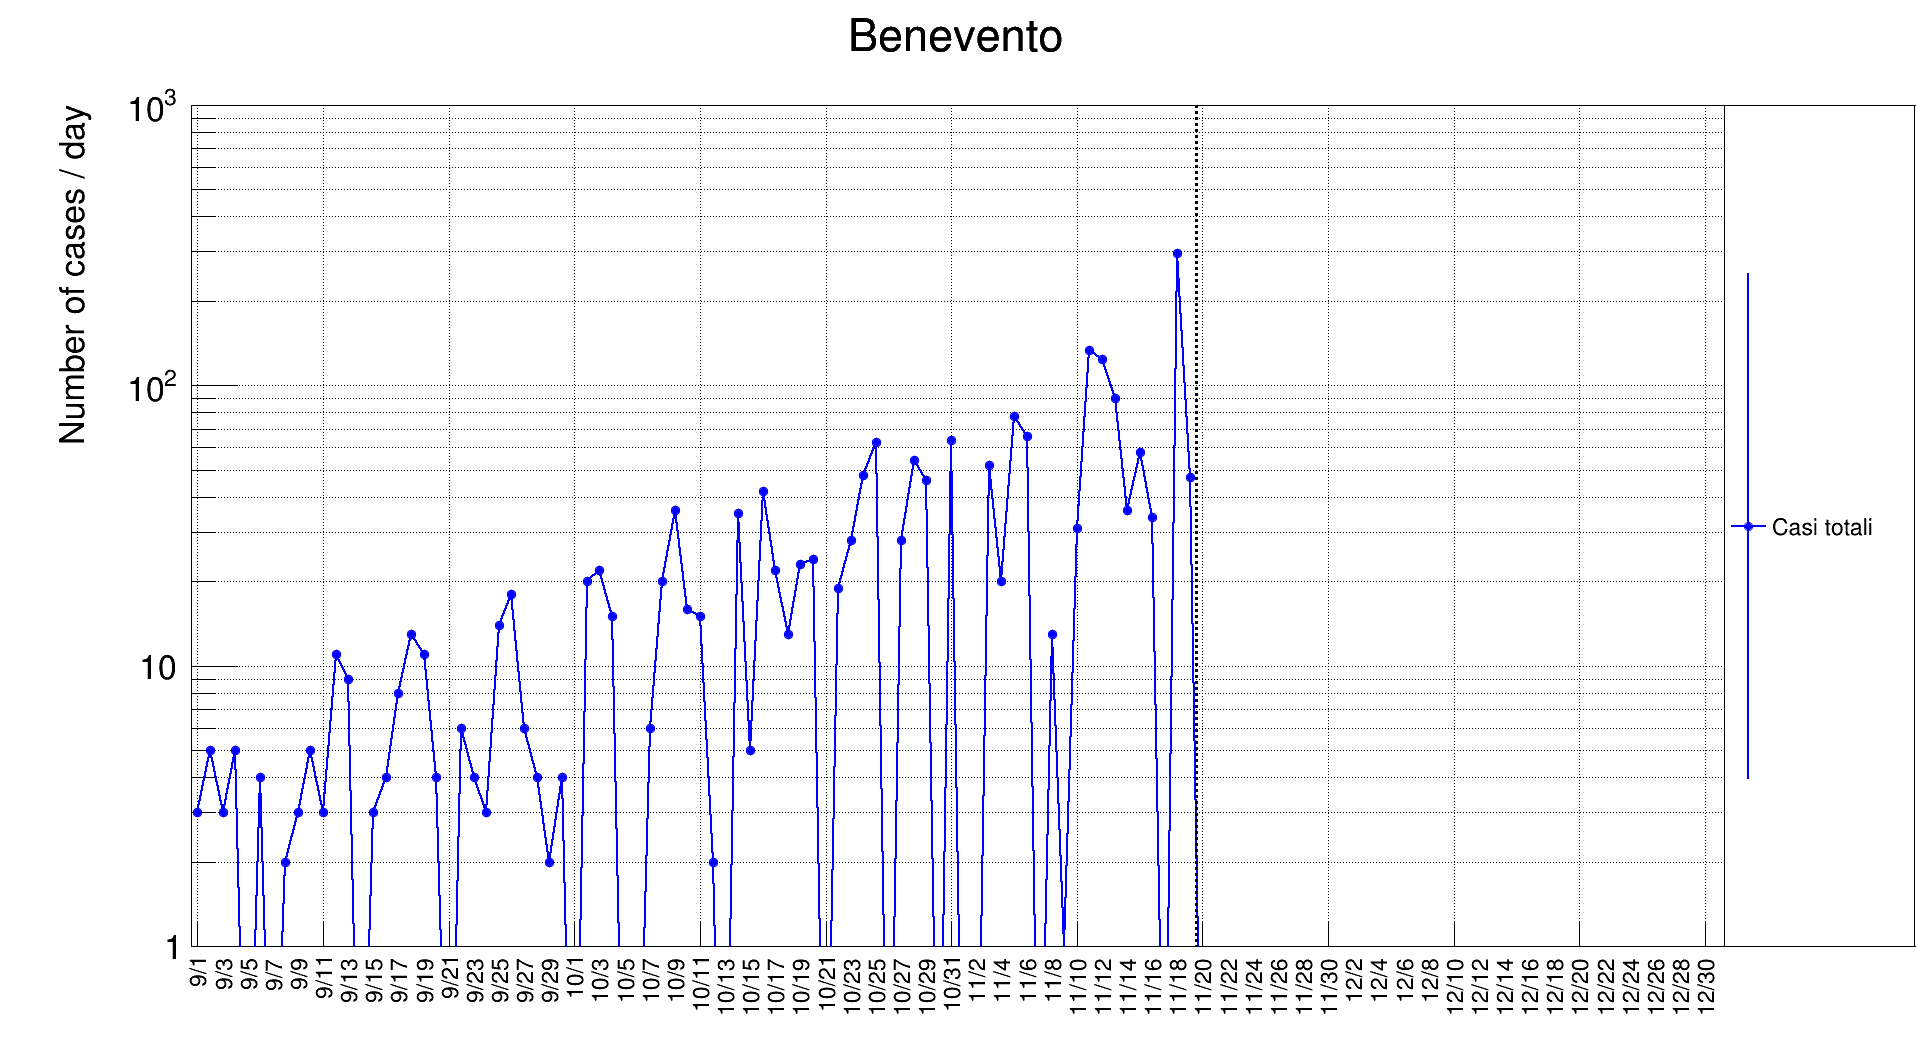 Benevento
Number of cases / day
10³
10²
10
1
9/1 9/3 9/5 9/7 9/9 9/11 9/13 9/15 9/17 9/19 9/21 9/23 9/25 9/27 9/29 10/1 10/3 10/5 10/7 10/9 10/11 10/13 10/15 10/17 10/19 10/21 10/23 10/25 10/27 10/29 10/31 11/2 11/4 11/6 11/8 11/10 11/12 11/14 11/16 11/18 11/20 11/22 11/24 11/26 11/28 11/30 12/2 12/4 12/6 12/8 12/10 12/12 12/14 12/16 12/18 12/20 12/22 12/24 12/26 12/28 12/30
Casi totali